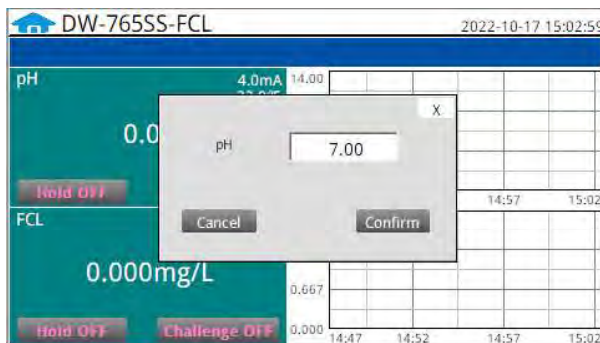 DW-765SS-FCL
2022-10-17 15:02:59
pH
4.0mA
14.00
X
0.0
pH
7.00
Hold OFF
14:57
15:02
FCL
Cancel
Confirm
0.000mg/L
0.667
Hold OFF
Challenge OFF
0.000
14:47
14:52
14:57
15:02